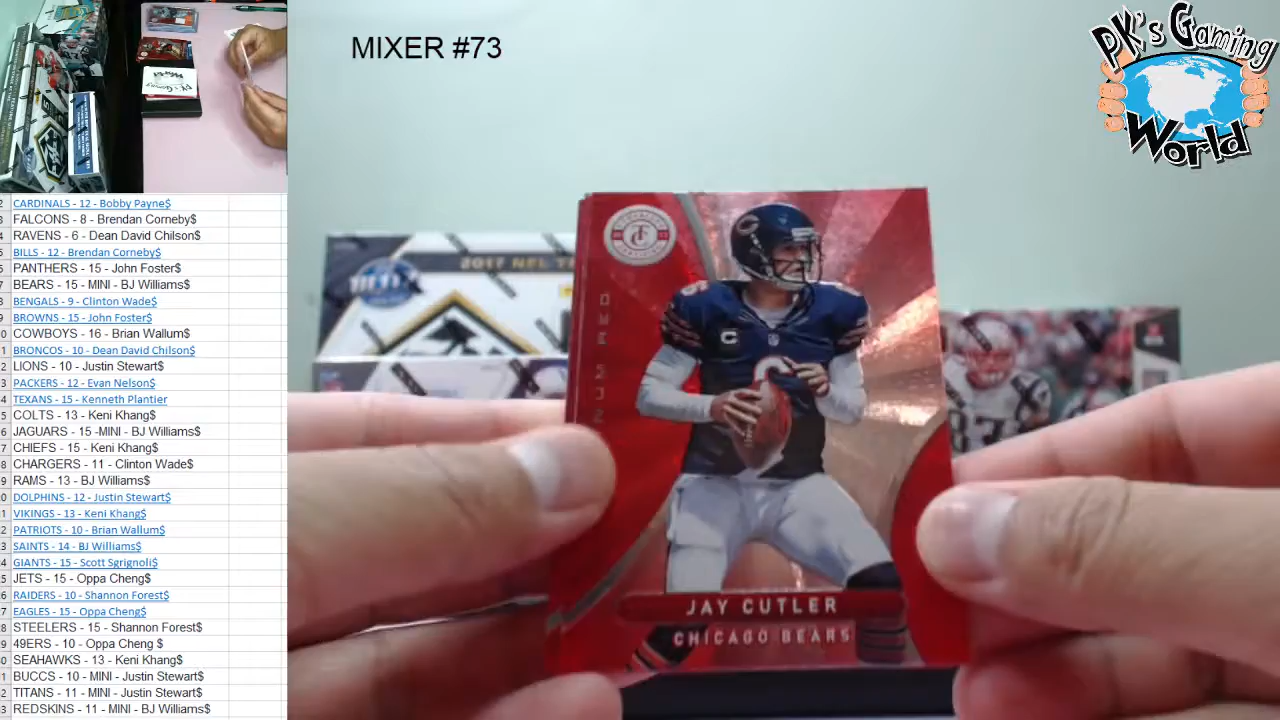 MIXER #73
PK's Gaming
World
CARDINALS - 12 - Bobby Payne$
FALCONS - 8 - Brendan Corneby$
RAVENS - 6 - Dean David Chilson$
BILLS - 12 - Brendan Corneby$
PANTHERS - 15 - John Foster$
BEARS - 15 - MINI - BJ Williams$
BENGALS - 9 - Clinton Wade$
BROWNS - 15 - John Foster$
COWBOYS - 16 - Brian Wallum$
BRONCOS - 10 - Dean David Chilson$
LIONS - 10 - Justin Stewart$
PACKERS - 12 - Evan Nelson$
TEXANS - 15 - Kenneth Plantier
COLTS - 13 - Keni Khang$
JAGUARS - 15 -MINI - BJ Williams$
CHIEFS - 15 - Keni Khang$
CHARGERS - 11 - Clinton Wade$
RAMS - 13 - BJ Williams$
DOLPHINS - 12 - Justin Stewart$
VIKINGS - 13 - Keni Khang$
PATRIOTS - 10 - Brian Wallum$
SAINTS - 14 - BJ Williams$
GIANTS - 15 - Scott Sgrignoli$
JETS - 15 - Oppa Cheng$
RAIDERS - 10 - Shannon Forest$
EAGLES - 15 - Oppa Cheng$
STEELERS - 15 - Shannon Forest$
49ERS - 10 - Oppa Cheng $
SEAHAWKS - 13 - Keni Khang$
BUCCS - 10 - MINI - Justin Stewart$
TITANS - 11 - MINI - Justin Stewart$
REDSKINS - 11 - MINI - BJ Williams$
2017 NFL
JAY CUTLER
CHICAGO BEARS